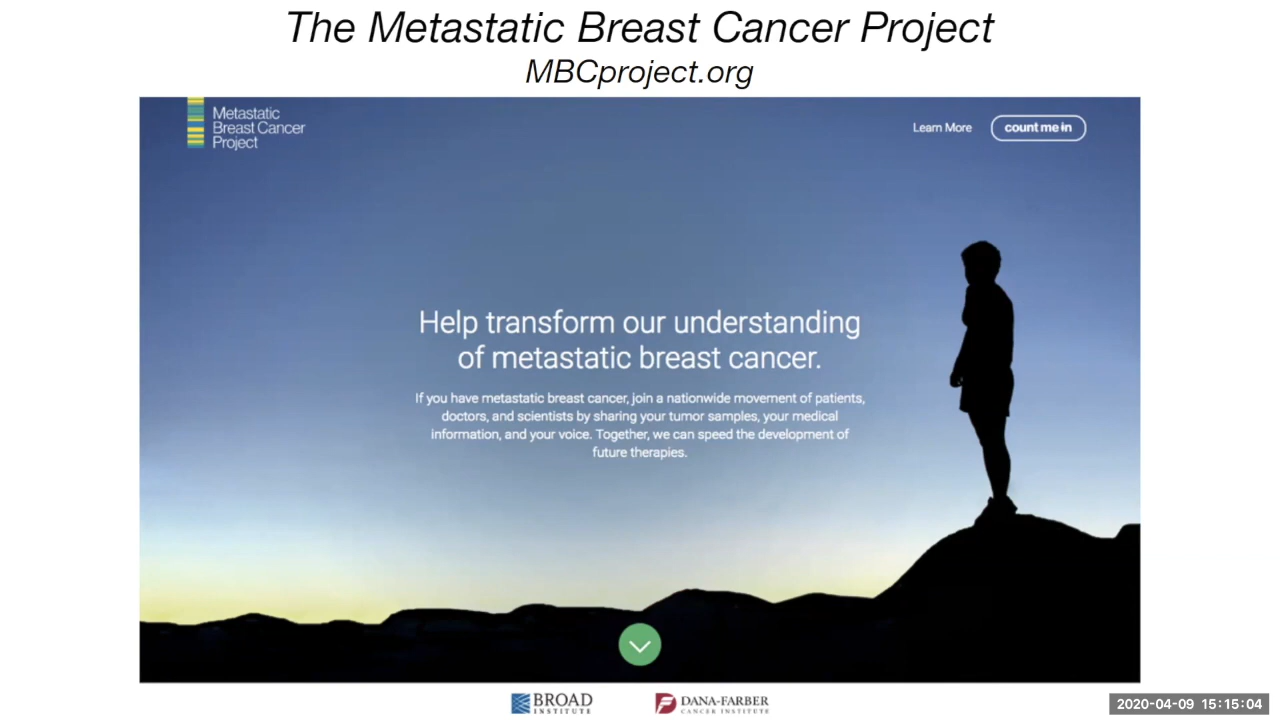 The Metastatic Breast Cancer Project
MBCproject.org
Metastatic
Breast Cancer
Project
Learn More
count me in
Help transform our understanding
of metastatic breast cancer.
If you have metastatic breast cancer, join a nationwide movement of patients,
doctors, and scientists by sharing your tumor samples, your medical
information, and your voice. Together, we can speed the development of
future therapies.
BROAD
INSTITUTE
DANA-FARBER
CANCER INSTITUTE
2020-04-09 15:15:04